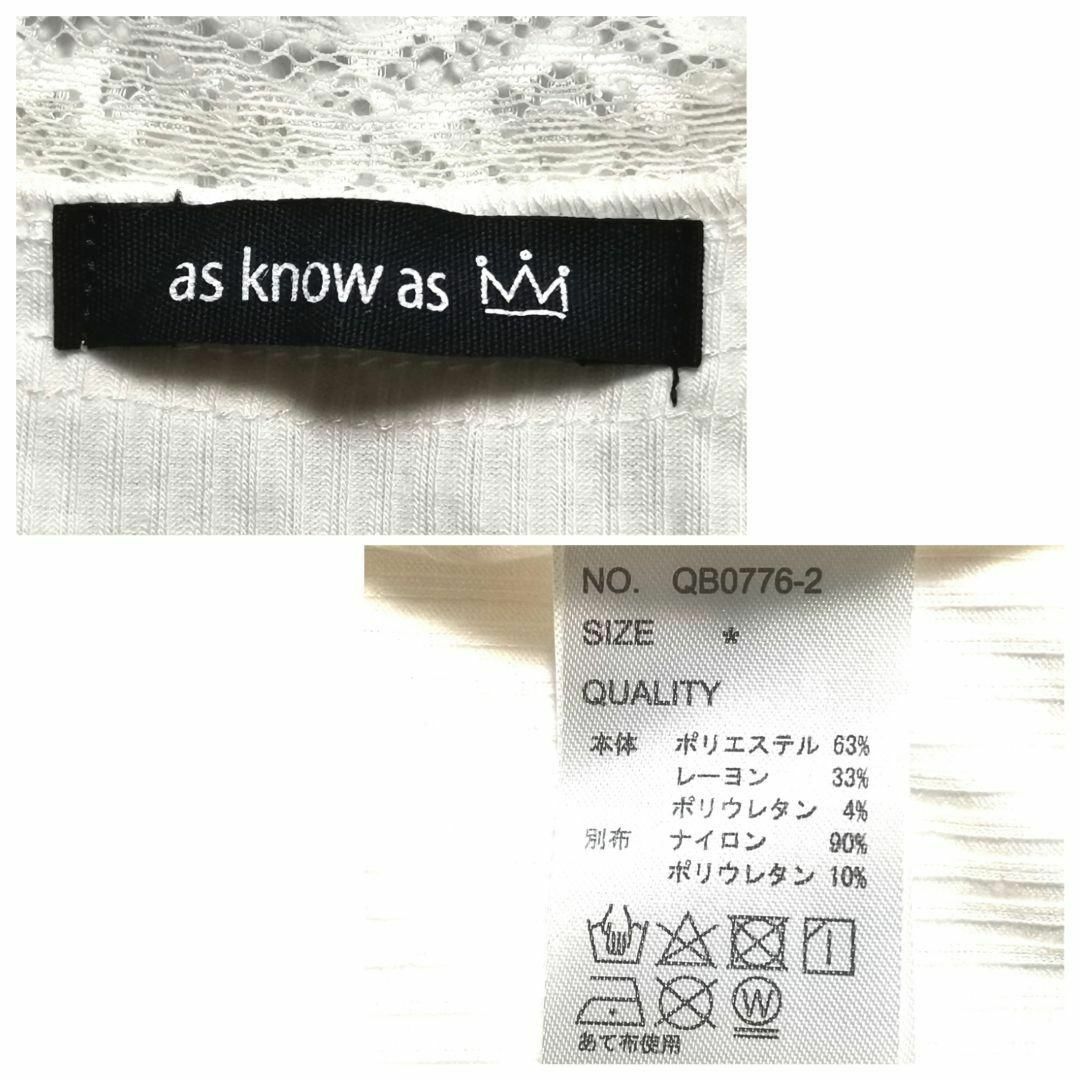 as know as
NO. QB0776-2
SIZE *
QUALITY
本体 ポリエステル 63%
レーヨン 33%
ポリウレタン 4%
別布 ナイロン 90%
ポリウレタン 10%
W
あて布使用